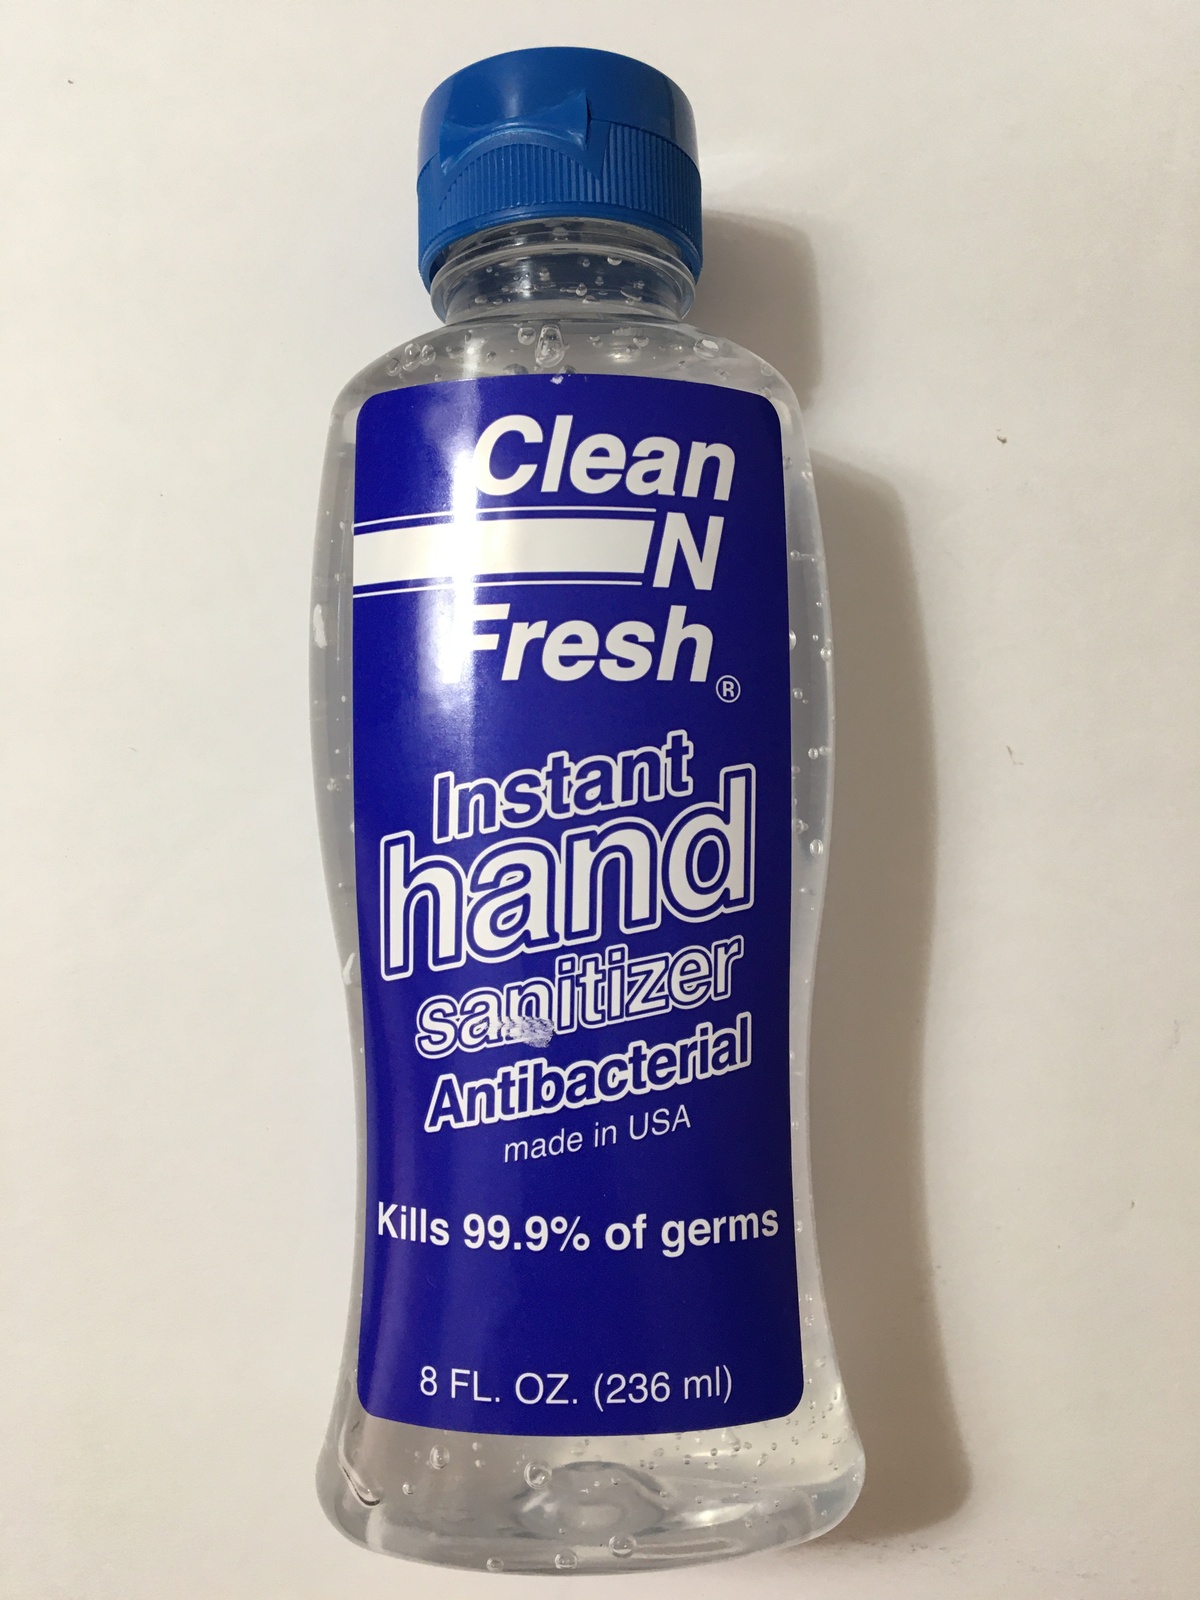 Clean
N
Fresh®
Instant
hand
sanitizer
Antibacterial
made in USA
Kills 99.9% of germs
8 FL. OZ. (236 ml)